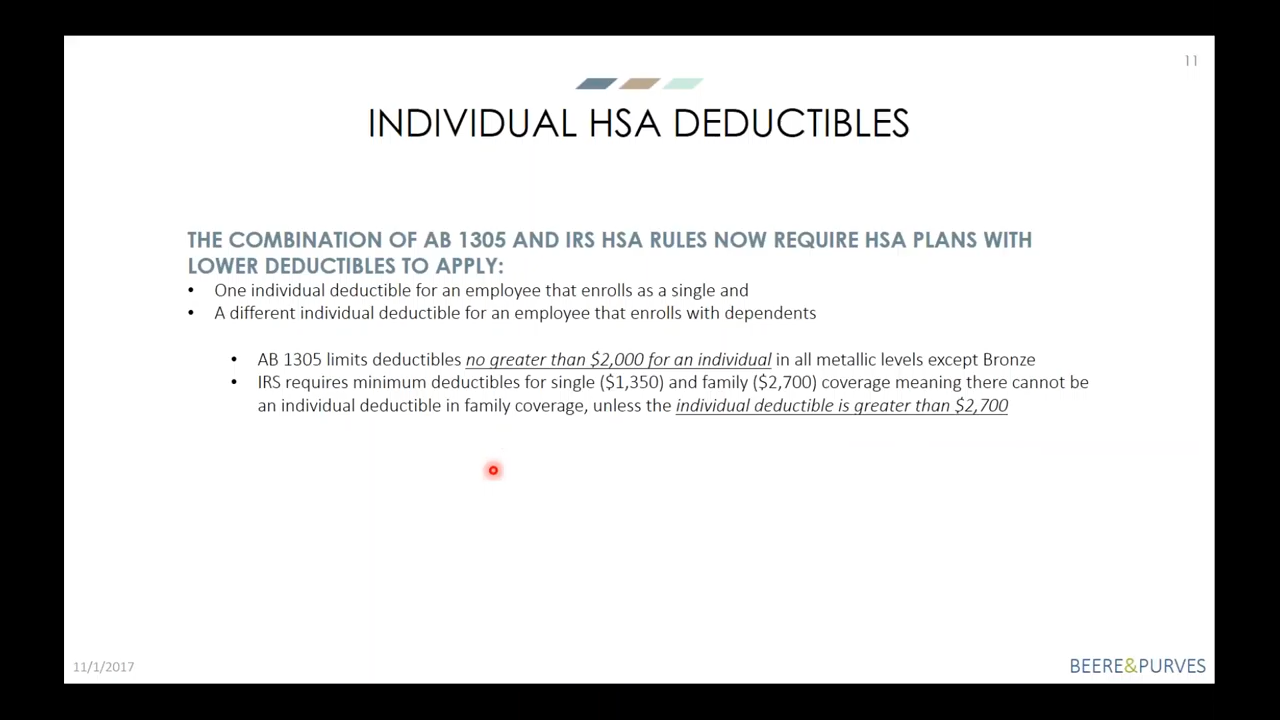 11
INDIVIDUAL HSA DEDUCTIBLES
THE COMBINATION OF AB 1305 AND IRS HSA RULES NOW REQUIRE HSA PLANS WITH
LOWER DEDUCTIBLES TO APPLY:
• One individual deductible for an employee that enrolls as a single and
• A different individual deductible for an employee that enrolls with dependents
• AB 1305 limits deductibles no greater than $2,000 for an individual in all metallic levels except Bronze
• IRS requires minimum deductibles for single ($1,350) and family ($2,700) coverage meaning there cannot be
an individual deductible in family coverage, unless the individual deductible is greater than $2,700
11/1/2017
BEERE&PURVES